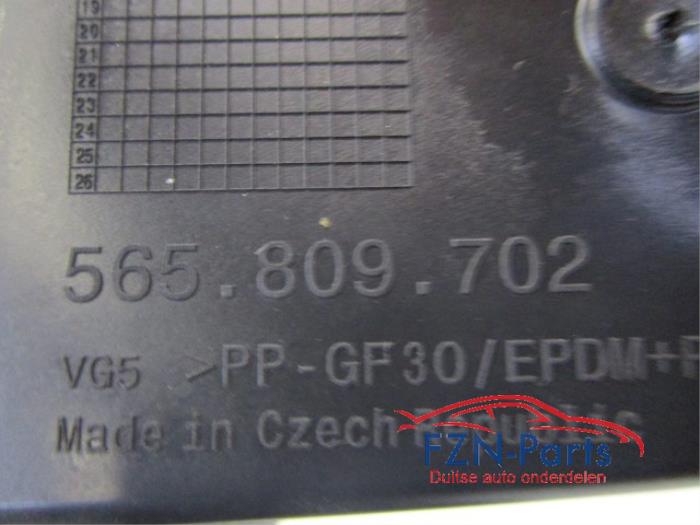 19
20
21
22
23
24
25
26
565.809.702
VG5 >PP-GF30/EPDM+
Made in Czech Republic
FZN-Parts
Duitse auto onderdelen